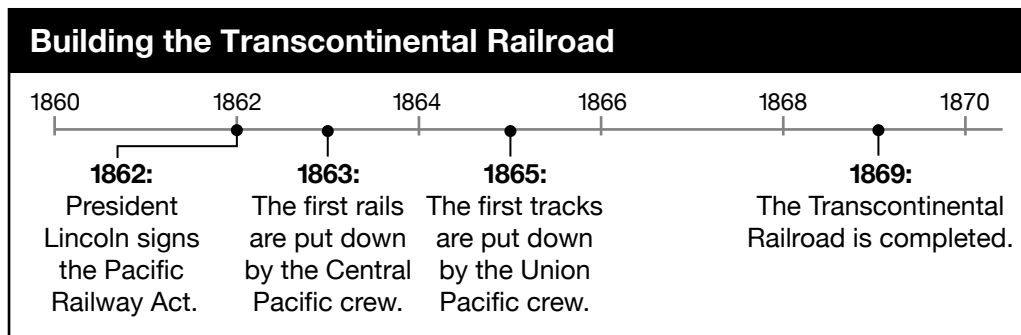 Building the Transcontinental Railroad
1860 1862 1864 1866 1868 1870
1862:
President
Lincoln signs
the Pacific
Railway Act.
1863:
The first rails
are put down
by the Central
Pacific crew.
1865:
The first tracks
are put down
by the Union
Pacific crew.
1869:
The Transcontinental
Railroad is completed.